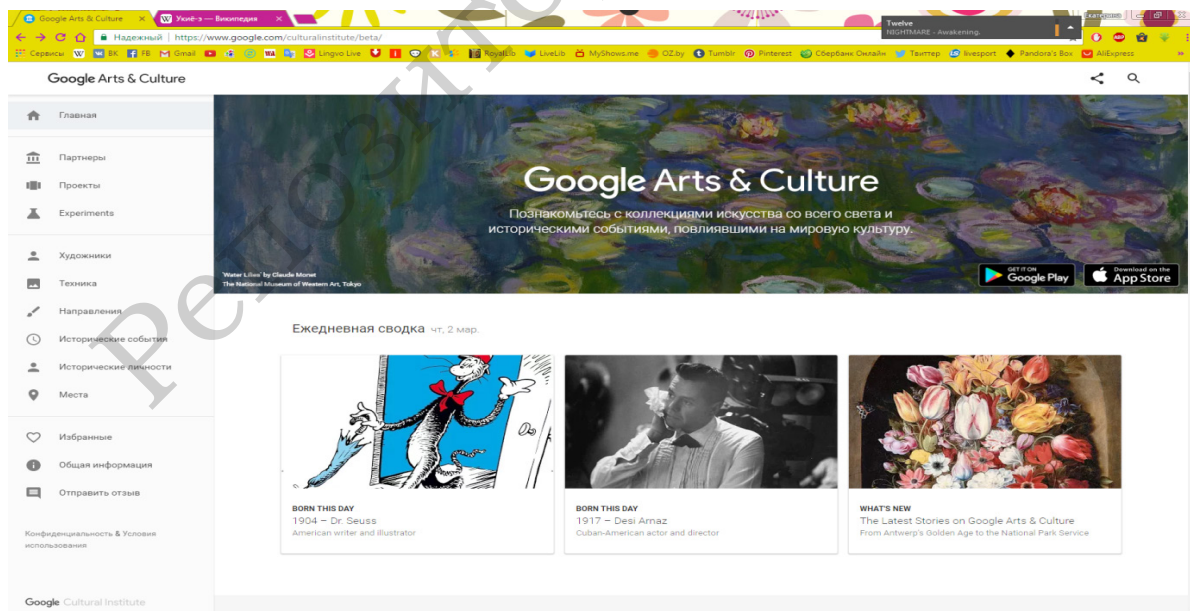 Google Arts & Culture
Укиё-э — Википедия
Twelve
NIGHTMARE - Awakening.
Надежный
https://www.google.com/culturalinstitute/beta/
Сервисы
ВК
FB
Gmail
Lingvo Live
RoyalLib
LiveLib
MyShows.me
OZ.by
Tumblr
Pinterest
Сбербанк Онлайн
Твиттер
livesport
Pandora's Box
AliExpress
Google Arts & Culture
Главная
Партнеры
Проекты
Experiments
Художники
Техника
Направления
Исторические события
Исторические личности
Места
Избранные
Общая информация
Отправить отзыв
Конфиденциальность & Условия
использования
Google Cultural Institute
Google Arts & Culture
Познакомьтесь с коллекциями искусства со всего света и
историческими событиями, повлиявшими на мировую культуру.
'Water Lilies' by Claude Monet
The National Museum of Western Art, Tokyo
GET IT ON
Google Play
Download on the
App Store
Ежедневная сводка чт, 2 мар.
BORN THIS DAY
1904 – Dr. Seuss
American writer and illustrator
BORN THIS DAY
1917 – Desi Arnaz
Cuban-American actor and director
WHAT'S NEW
The Latest Stories on Google Arts & Culture
From Antwerp's Golden Age to the National Park Service